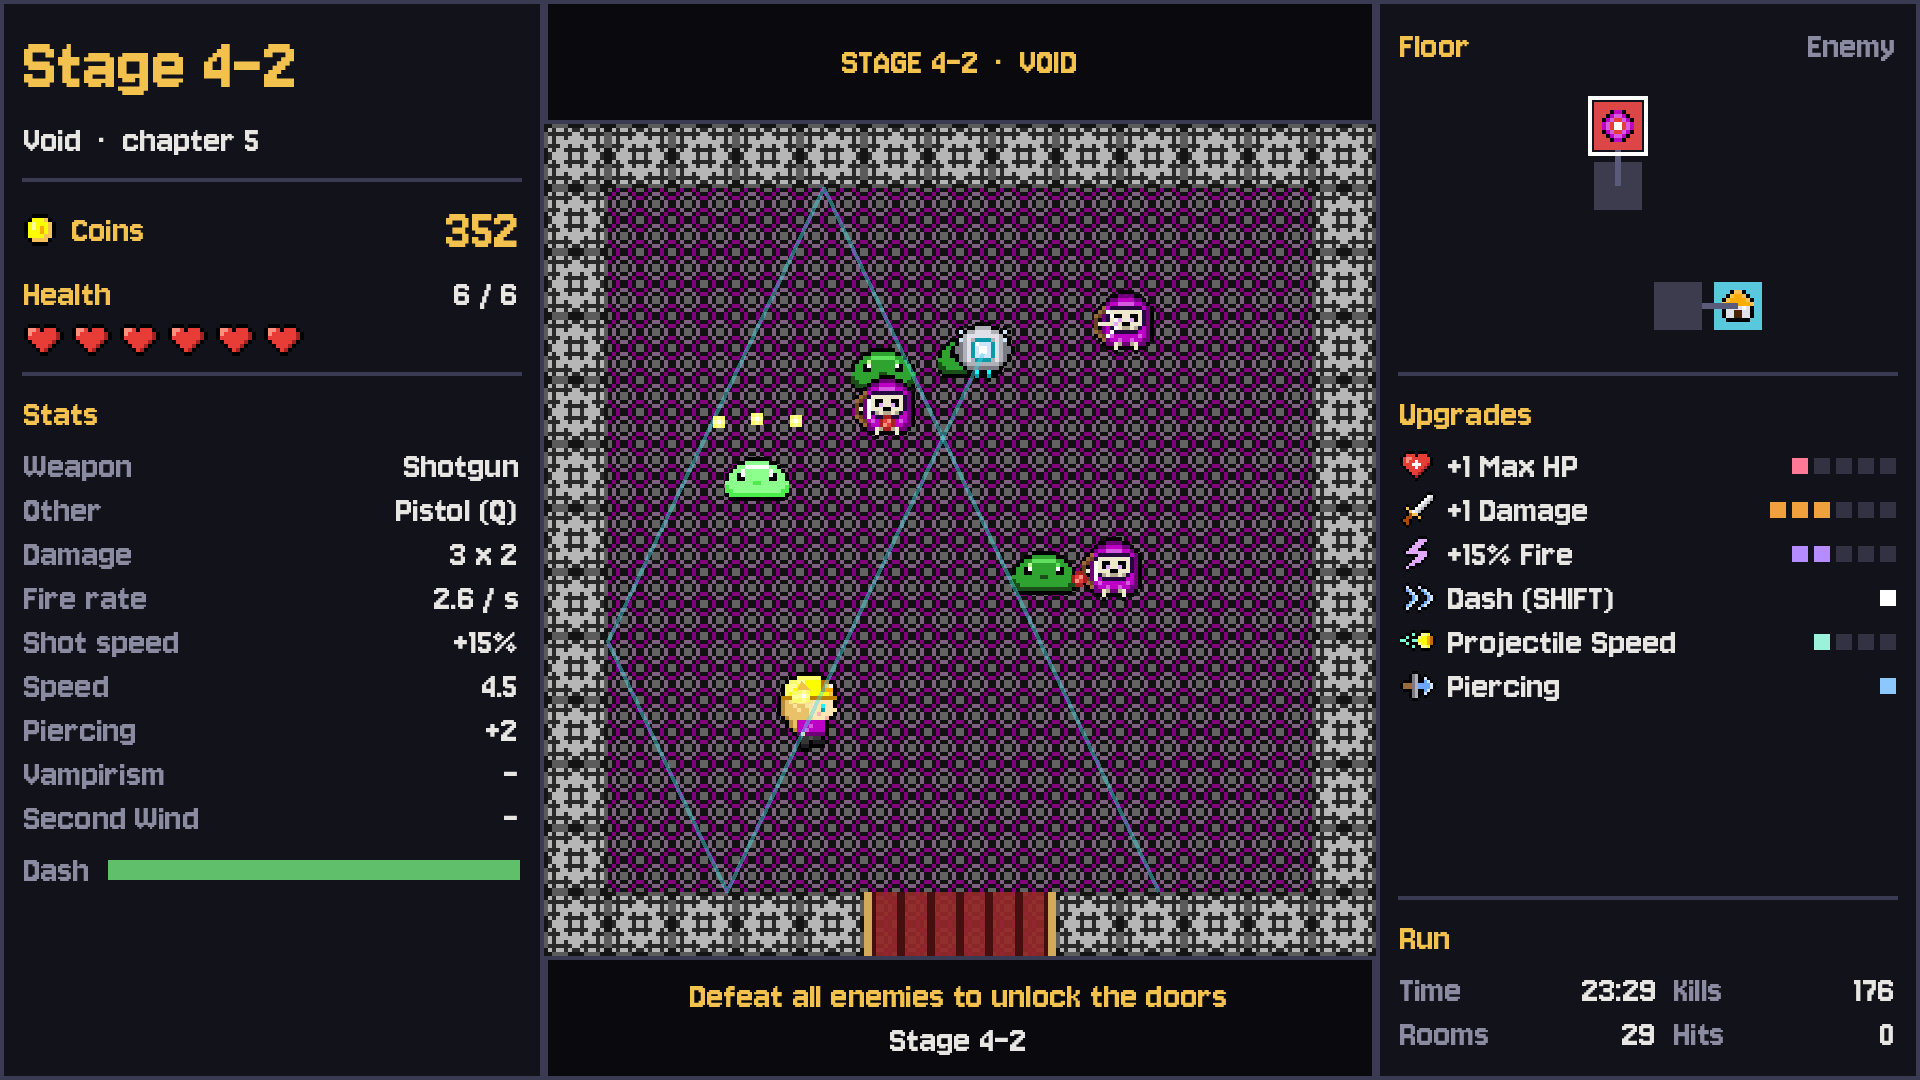 Stage 4-2
Void · chapter 5
Coins 352
Health 6 / 6
Stats
Weapon Shotgun
Other Pistol (Q)
Damage 3 x 2
Fire rate 2.6 / s
Shot speed +15%
Speed 4.5
Piercing +2
Vampirism -
Second Wind -
Dash
STAGE 4-2 · VOID
Defeat all enemies to unlock the doors
Stage 4-2
Floor Enemy
Upgrades
+1 Max HP
+1 Damage
+15% Fire
Dash (SHIFT)
Projectile Speed
Piercing
Run
Time 23:29 Kills 176
Rooms 29 Hits 0